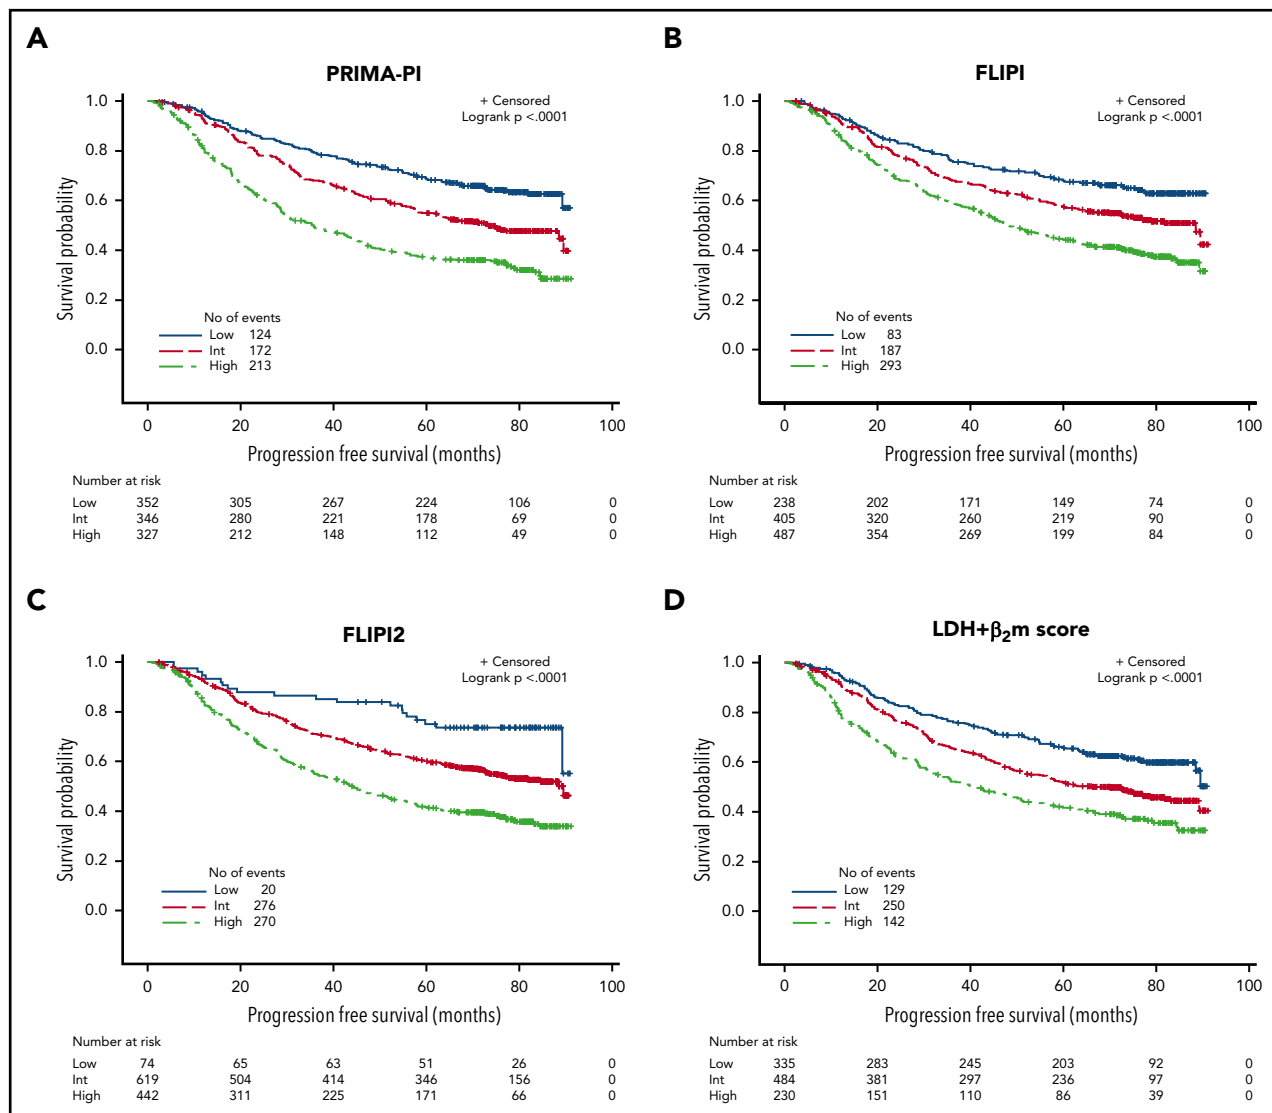 A
PRIMA-PI
+ Censored
Logrank p <.0001
Survival probability
1.0
0.8
0.6
0.4
0.2
0.0
No of events
Low 124
Int 172
High 213
0 20 40 60 80 100
Progression free survival (months)
Number at risk
Low 352 305 267 224 106 0
Int 346 280 221 178 69 0
High 327 212 148 112 49 0
B
FLIPI
+ Censored
Logrank p <.0001
Survival probability
1.0
0.8
0.6
0.4
0.2
0.0
No of events
Low 83
Int 187
High 293
0 20 40 60 80 100
Progression free survival (months)
Number at risk
Low 238 202 171 149 74 0
Int 405 320 260 219 90 0
High 487 354 269 199 84 0
C
FLIPI2
+ Censored
Logrank p <.0001
Survival probability
1.0
0.8
0.6
0.4
0.2
0.0
No of events
Low 20
Int 276
High 270
0 20 40 60 80 100
Progression free survival (months)
Number at risk
Low 74 65 63 51 26 0
Int 619 504 414 346 156 0
High 442 311 225 171 66 0
D
LDH+β₂m score
+ Censored
Logrank p <.0001
Survival probability
1.0
0.8
0.6
0.4
0.2
0.0
No of events
Low 129
Int 250
High 142
0 20 40 60 80 100
Progression free survival (months)
Number at risk
Low 335 283 245 203 92 0
Int 484 381 297 236 97 0
High 230 151 110 86 39 0